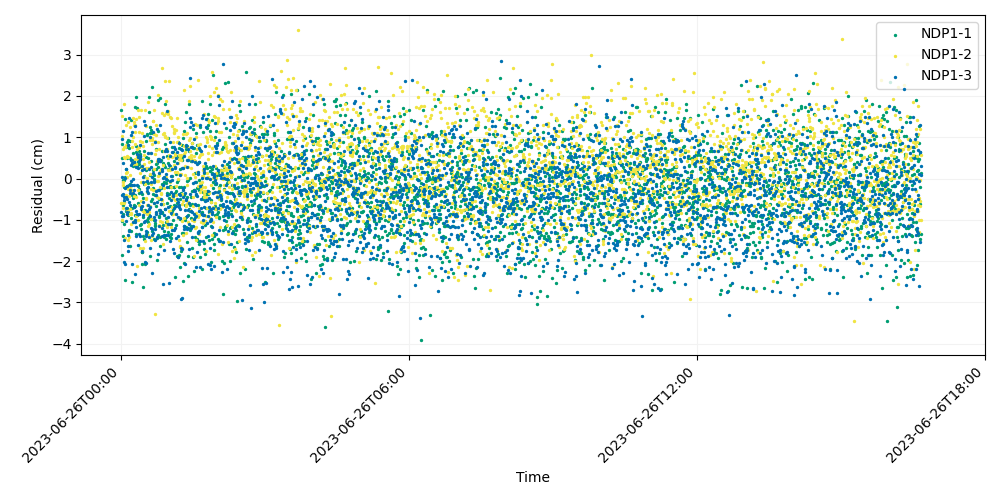 3
2
1
0
−1
−2
−3
−4
Residual (cm)
NDP1-1
NDP1-2
NDP1-3
2023-06-26T00:00
2023-06-26T06:00
2023-06-26T12:00
2023-06-26T18:00
Time